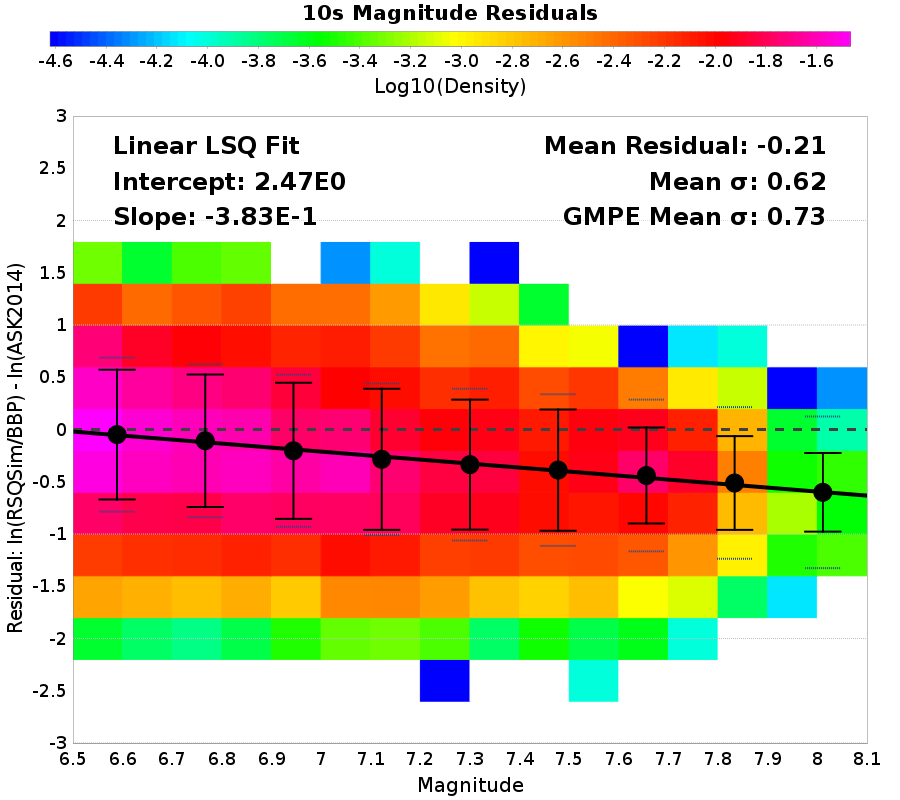 10s Magnitude Residuals
-4.6 -4.4 -4.2 -4.0 -3.8 -3.6 -3.4 -3.2 -3.0 -2.8 -2.6 -2.4 -2.2 -2.0 -1.8 -1.6
Log10(Density)
Linear LSQ Fit
Intercept: 2.47E0
Slope: -3.83E-1
Mean Residual: -0.21
Mean σ: 0.62
GMPE Mean σ: 0.73
Residual: ln(RSQSim/BBP) - ln(ASK2014)
3
2.5
2
1.5
1
0.5
0
-0.5
-1
-1.5
-2
-2.5
-3
6.5 6.6 6.7 6.8 6.9 7 7.1 7.2 7.3 7.4 7.5 7.6 7.7 7.8 7.9 8 8.1
Magnitude